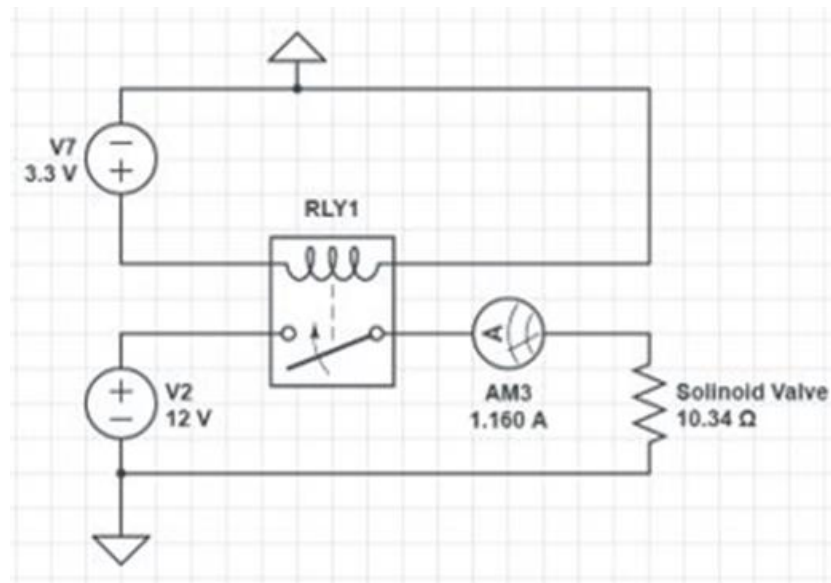 V7
3.3 V
RLY1
V2
12 V
A
AM3
1.160 A
Solinoid Valve
10.34 Ω